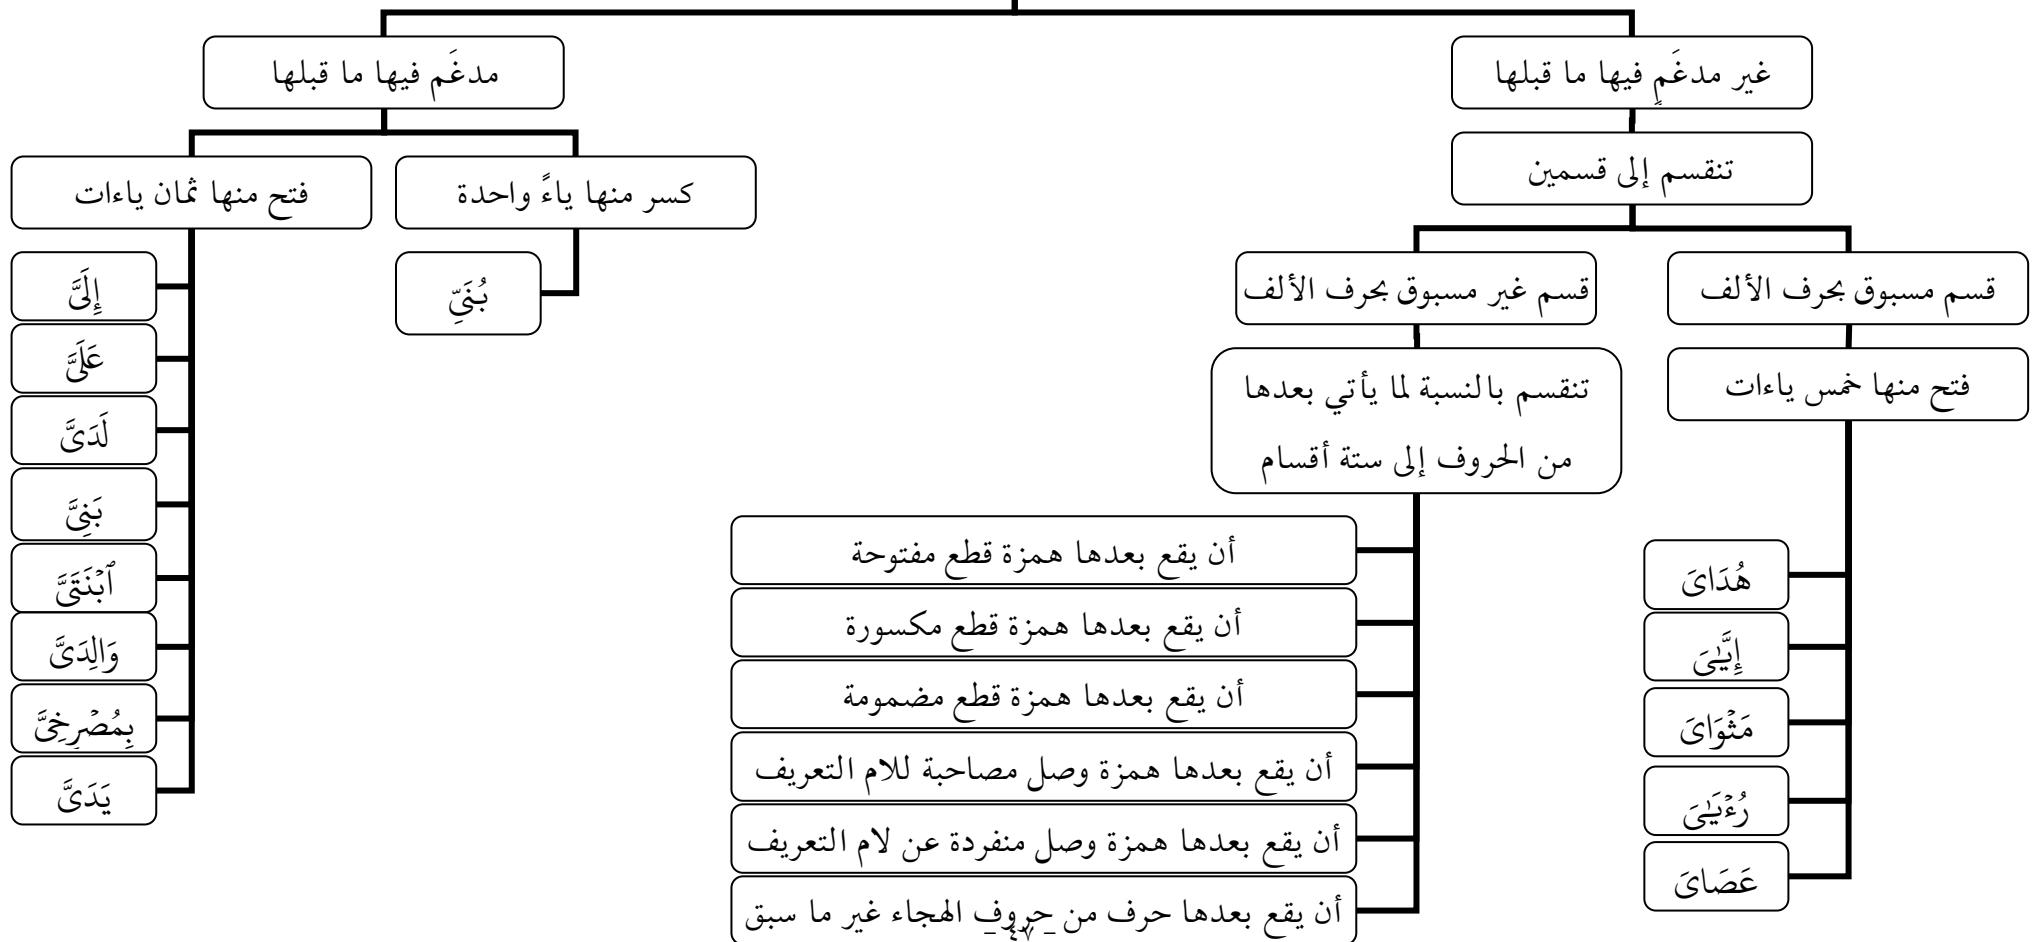 غير مدغَمٍ فيها ما قبلها
تنقسم إلى قسمين
قسم مسبوق بحرف الألف
فتح منها خمس ياءات
هُدَاىَ
إِيَّـٰىَ
مَثْوَاىَ
رُءْيَـٰىَ
عَصَاىَ
قسم غير مسبوق بحرف الألف
تنقسم بالنسبة لما يأتي بعدها
من الحروف إلى ستة أقسام
أن يقع بعدها همزة قطع مفتوحة
أن يقع بعدها همزة قطع مكسورة
أن يقع بعدها همزة قطع مضمومة
أن يقع بعدها همزة وصل مصاحبة للام التعريف
أن يقع بعدها همزة وصل منفردة عن لام التعريف
أن يقع بعدها حرف من حروف الهجاء غير ما سبق
مدغَم فيها ما قبلها
كسر منها ياءً واحدة
بُنَىِّ
فتح منها ثمان ياءات
إِلَىَّ
عَلَىَّ
لَدَىَّ
بَنِىَّ
ٱبْنَتَىَّ
وَالِدَىَّ
بِمُصْرِخِىَّ
يَدَىَّ
- ٤٧ -